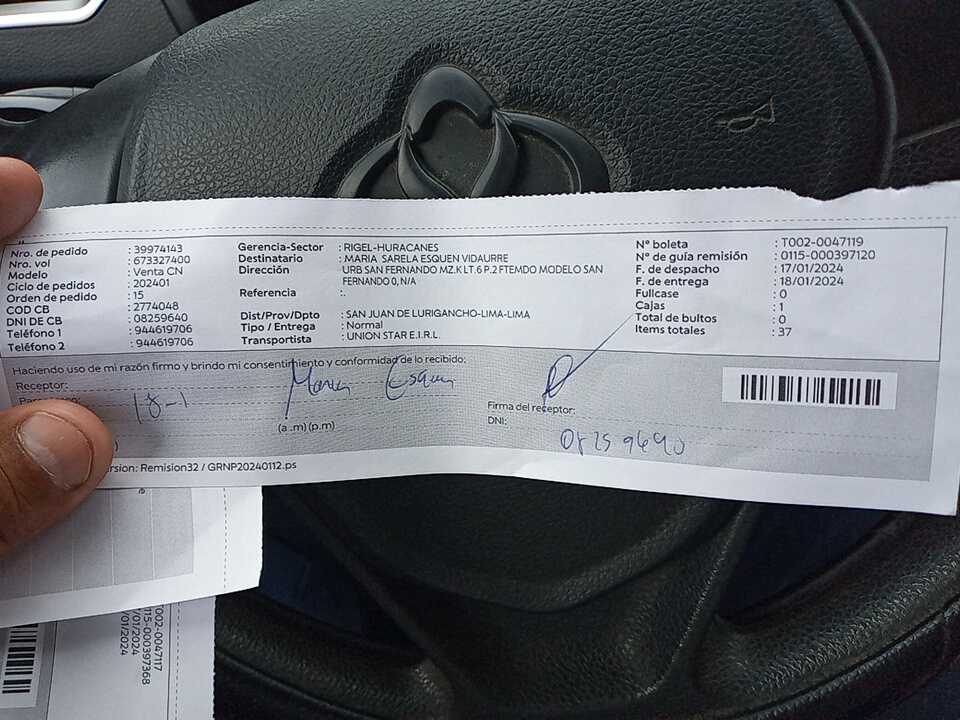 Nro. de pedido : 39974143
Nro. vol : 673327400
Modelo : Venta CN
Ciclo de pedidos : 202401
Orden de pedido : 15
COD CB : 2774048
DNI DE CB : 08259640
Teléfono 1 : 944619706
Teléfono 2 : 944619706
Gerencia-Sector : RIGEL-HURACANES
Destinatario : MARIA SARELA ESQUEN VIDAURRE
Dirección URB SAN FERNANDO MZ.K LT.6 P.2 FTEMDO MODELO SAN
FERNANDO 0, N/A
Referencia :.
Dist/Prov/Dpto : SAN JUAN DE LURIGANCHO-LIMA-LIMA
Tipo / Entrega : Normal
Transportista : UNION STAR E.I.R.L.
N° boleta : T002-0047119
N° de guía remisión : 0115-000397120
F. de despacho : 17/01/2024
F. de entrega : 18/01/2024
Fullcase : 0
Cajas : 1
Total de bultos : 0
Items totales : 37
Haciendo uso de mi razón firmo y brindo mi consentimiento y conformidad de lo recibido:
Receptor: Maria Esquen
18-1
(a.m) (p.m)
Firma del receptor:
DNI: 08259640
rsion: Remision32 / GRNP20240112.ps
T002-0047117
0115-000397368
/01/2024
/01/2024